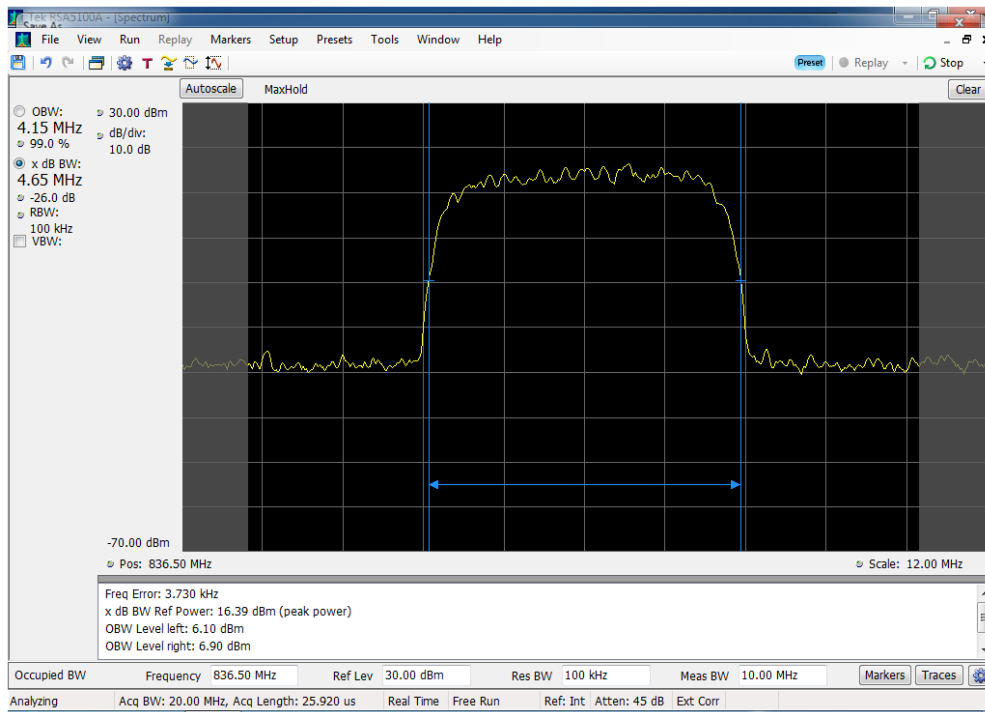 Tek RSA5100A - [Spectrum]
Save As
File View Run Replay Markers Setup Presets Tools Window Help
Preset Replay Stop
Autoscale MaxHold Clear
OBW:
4.15 MHz
99.0 %
x dB BW:
4.65 MHz
-26.0 dB
RBW:
100 kHz
VBW:
30.00 dBm
dB/div:
10.0 dB
-70.00 dBm
Pos: 836.50 MHz Scale: 12.00 MHz
Freq Error: 3.730 kHz
x dB BW Ref Power: 16.39 dBm (peak power)
OBW Level left: 6.10 dBm
OBW Level right: 6.90 dBm
Occupied BW Frequency 836.50 MHz Ref Lev 30.00 dBm Res BW 100 kHz Meas BW 10.00 MHz Markers Traces
Analyzing Acq BW: 20.00 MHz, Acq Length: 25.920 us Real Time Free Run Ref: Int Atten: 45 dB Ext Corr